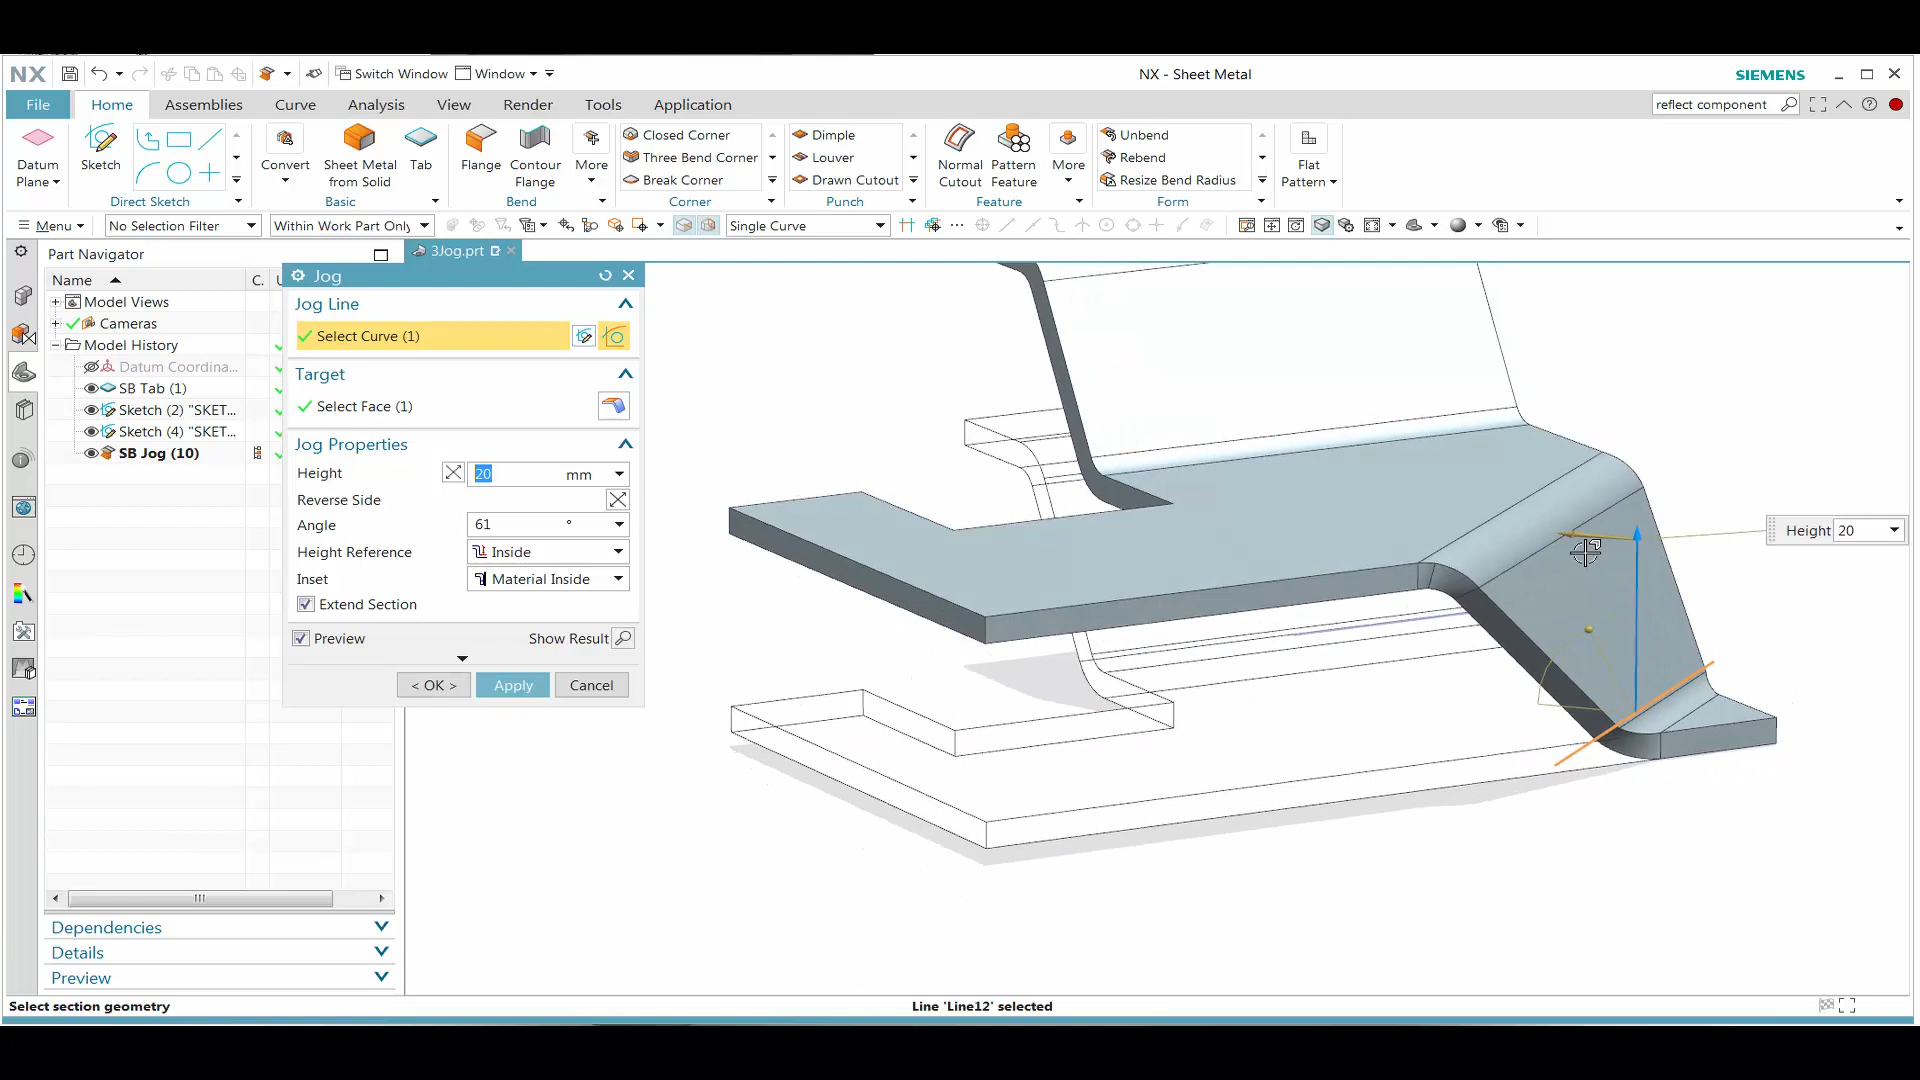 NX Switch Window Window NX - Sheet Metal SIEMENS
File Home Assemblies Curve Analysis View Render Tools Application reflect component
Datum Plane Sketch Convert Sheet Metal from Solid Tab Flange Contour Flange More
Closed Corner
Three Bend Corner
Break Corner
Dimple
Louver
Drawn Cutout
Normal Cutout Pattern Feature More
Unbend
Rebend
Resize Bend Radius
Flat Pattern
Direct Sketch Basic Bend Corner Punch Feature Form
Menu No Selection Filter Within Work Part Only Single Curve
Part Navigator
3Jog.prt
Name C.
Model Views
Cameras
Model History
Datum Coordina...
SB Tab (1)
Sketch (2) "SKET...
Sketch (4) "SKET...
SB Jog (10)
Dependencies
Details
Preview
Jog
Jog Line
Select Curve (1)
Target
Select Face (1)
Jog Properties
Height 20 mm
Reverse Side
Angle 61 °
Height Reference Inside
Inset Material Inside
Extend Section
Preview Show Result
< OK > Apply Cancel
Height 20
Select section geometry Line 'Line12' selected